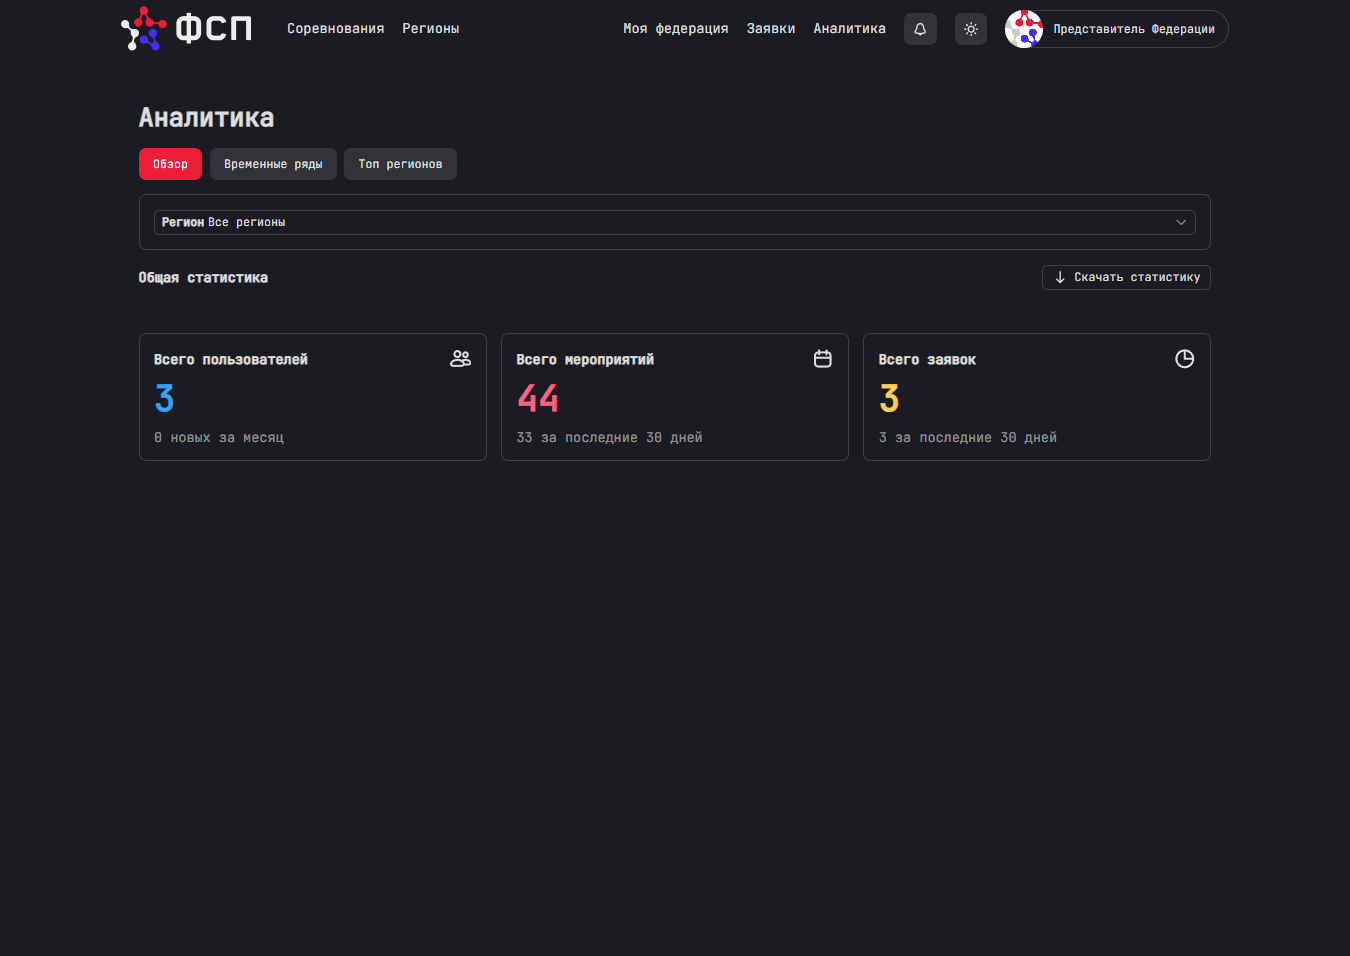 ФСП Соревнования Регионы Моя федерация Заявки Аналитика Представитель Федерации
Аналитика
Обзор Временные ряды Топ регионов
Регион Все регионы
Общая статистика Скачать статистику
Всего пользователей
3
0 новых за месяц
Всего мероприятий
44
33 за последние 30 дней
Всего заявок
3
3 за последние 30 дней